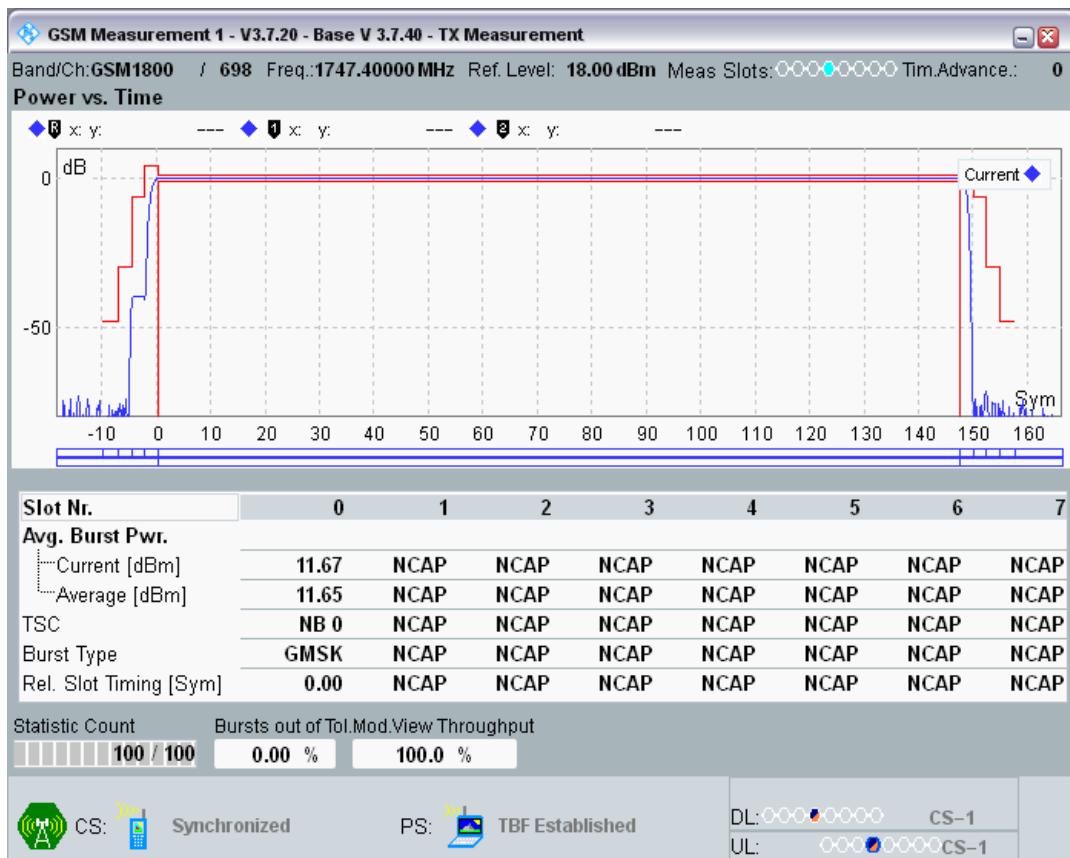 GSM Measurement 1 - V3.7.20 - Base V 3.7.40 - TX Measurement
Band/Ch:GSM1800 / 698 Freq.:1747.40000 MHz Ref. Level: 18.00 dBm Meas Slots: Tim.Advance.: 0
Power vs. Time
R x: y: --- 1 x: y: --- 2 x: y: ---
dB
0
Current
-50
Sym
-10 0 10 20 30 40 50 60 70 80 90 100 110 120 130 140 150 160
Slot Nr. 0 1 2 3 4 5 6 7
Avg. Burst Pwr.
Current [dBm] 11.67 NCAP NCAP NCAP NCAP NCAP NCAP NCAP
Average [dBm] 11.65 NCAP NCAP NCAP NCAP NCAP NCAP NCAP
TSC NB 0 NCAP NCAP NCAP NCAP NCAP NCAP NCAP
Burst Type GMSK NCAP NCAP NCAP NCAP NCAP NCAP NCAP
Rel. Slot Timing [Sym] 0.00 NCAP NCAP NCAP NCAP NCAP NCAP NCAP
Statistic Count Bursts out of Tol.Mod.View Throughput
100 / 100 0.00 % 100.0 %
CS: Synchronized PS: TBF Established DL: CS-1
UL: CS-1